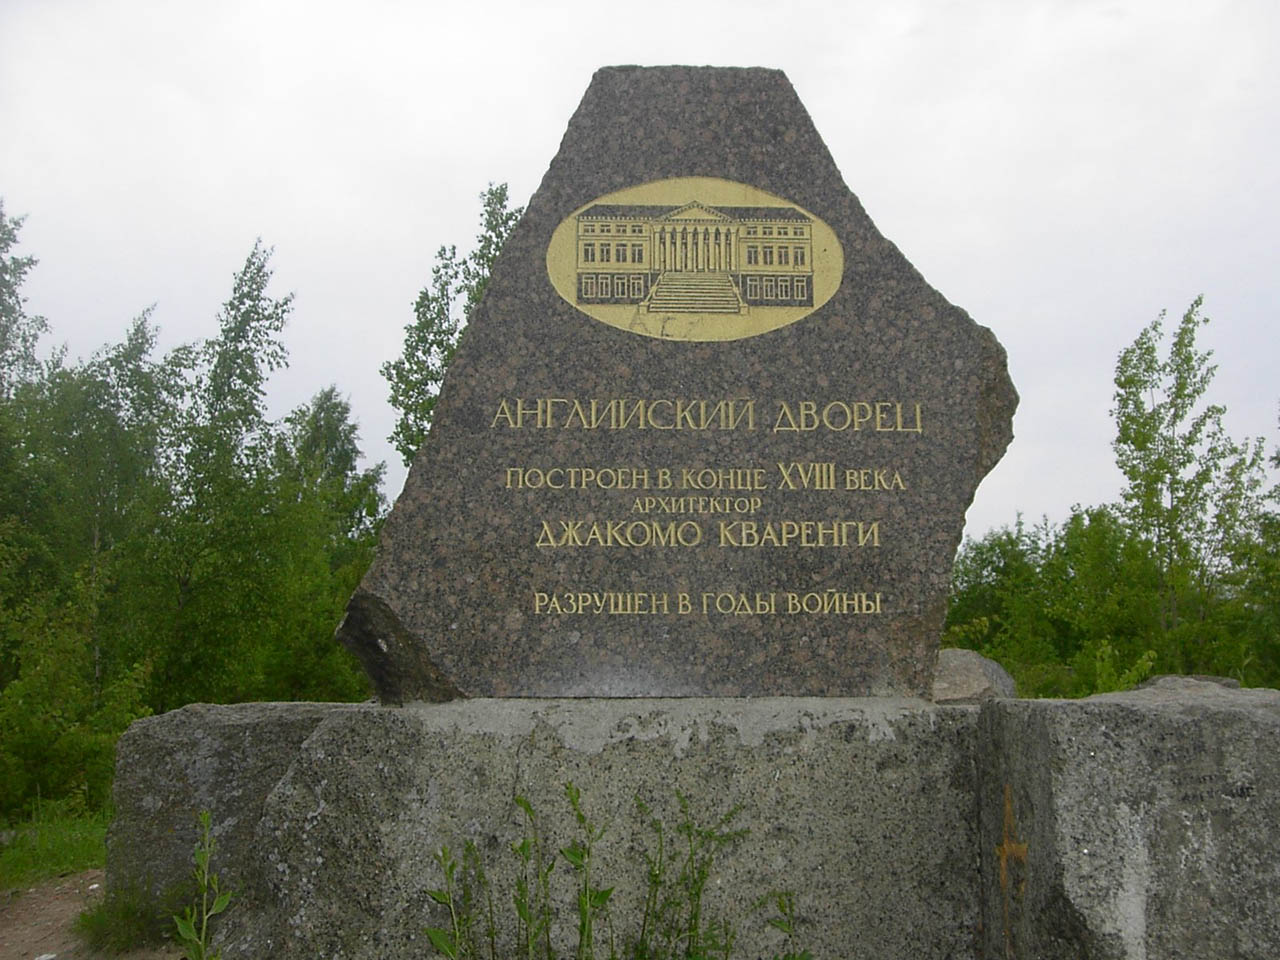 АНГЛИЙСКИЙ ДВОРЕЦ
ПОСТРОЕН В КОНЦЕ XVIII ВЕКА
АРХИТЕКТОР
ДЖАКОМО КВАРЕНГИ
РАЗРУШЕН В ГОДЫ ВОЙНЫ